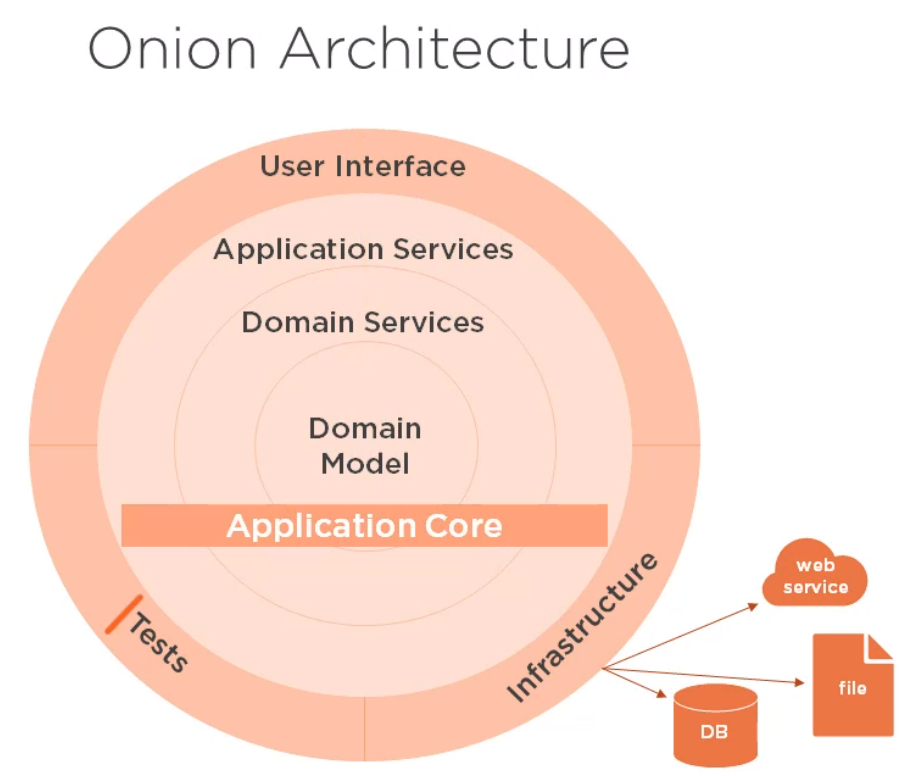 Onion Architecture
User Interface
Application Services
Domain Services
Domain
Model
Application Core
Tests
Infrastructure
web
service
file
DB